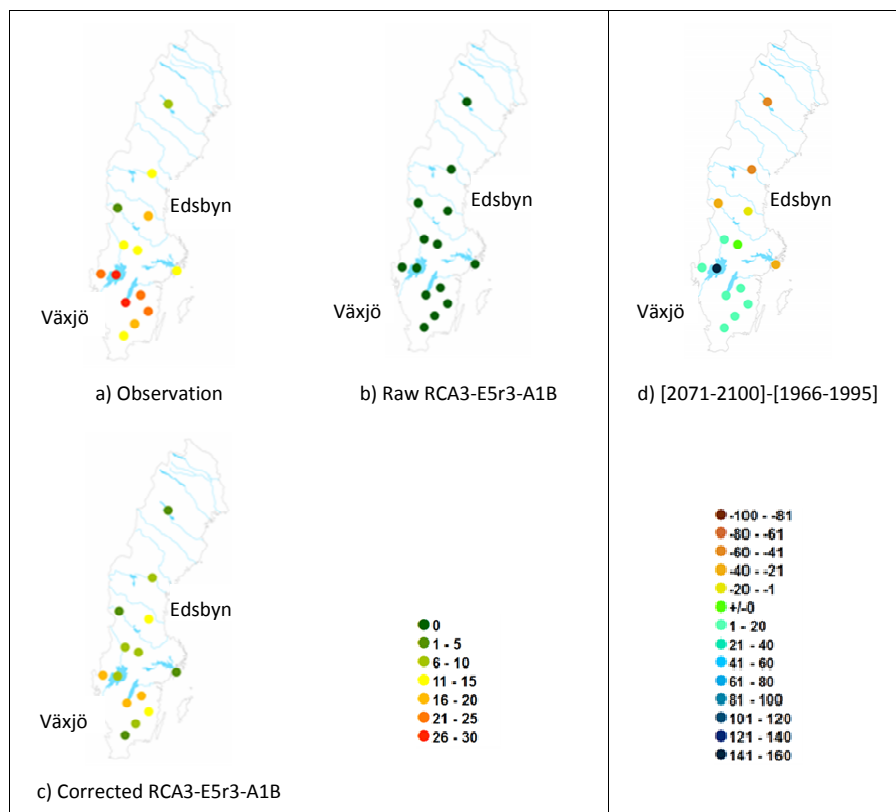 Edsbyn
Edsbyn
Edsbyn
Växjö
Växjö
Växjö
a) Observation
b) Raw RCA3-E5r3-A1B
d) [2071-2100]-[1966-1995]
Edsbyn
Växjö
c) Corrected RCA3-E5r3-A1B
0
1 - 5
6 - 10
11 - 15
16 - 20
21 - 25
26 - 30
-100 - -81
-80 - -61
-60 - -41
-40 - -21
-20 - -1
+/-0
1 - 20
21 - 40
41 - 60
61 - 80
81 - 100
101 - 120
121 - 140
141 - 160